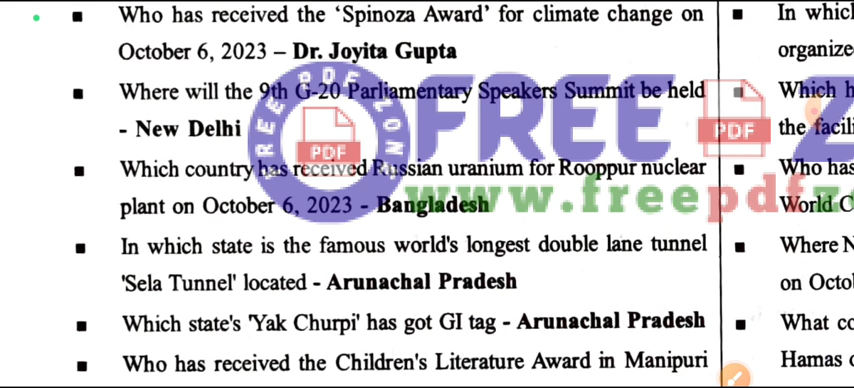 ▪ Who has received the ‘Spinoza Award’ for climate change on
October 6, 2023 – Dr. Joyita Gupta
▪ Where will the 9th G-20 Parliamentary Speakers Summit be held
- New Delhi
▪ Which country has received Russian uranium for Rooppur nuclear
plant on October 6, 2023 - Bangladesh
▪ In which state is the famous world's longest double lane tunnel
'Sela Tunnel' located - Arunachal Pradesh
▪ Which state's 'Yak Churpi' has got GI tag - Arunachal Pradesh
▪ Who has received the Children's Literature Award in Manipuri
▪ In which
organize
▪ Which h
the facili
▪ Who has
World C
▪ Where N
on Octo
▪ What co
Hamas
FREE PDF ZON
PDF
FREE PDF Z
www.freepdfz